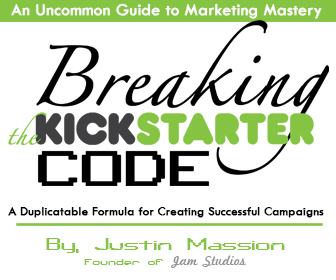 An Uncommon Guide to Marketing Mastery
Breaking
the KICKSTARTER
CODE
A Duplicatable Formula for Creating Successful Campaigns
By, Justin Massion
Founder of Jam Studios